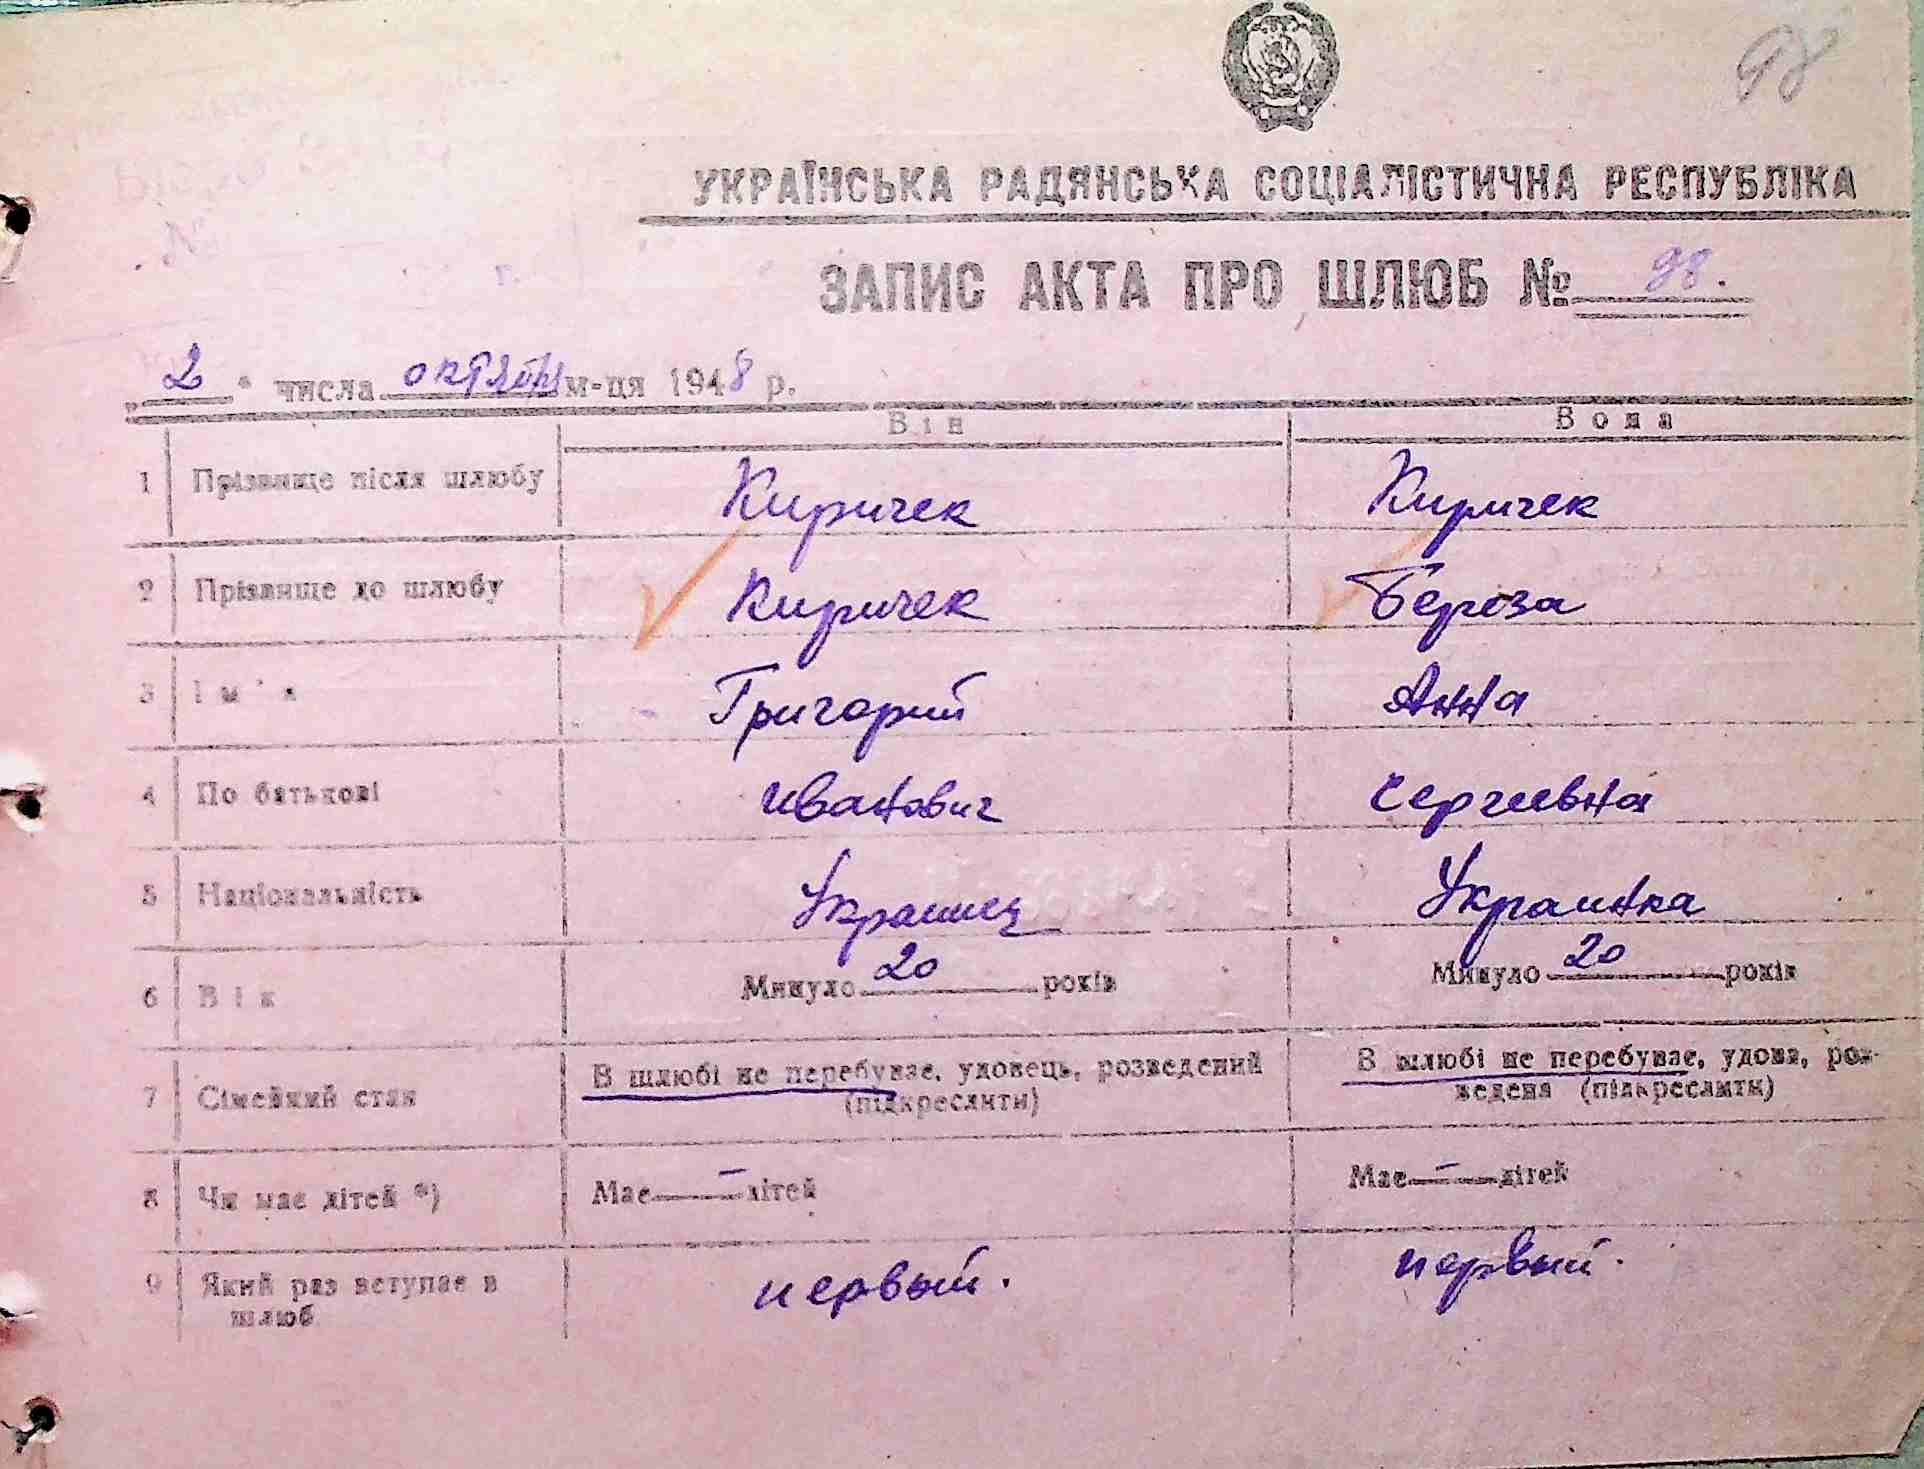 98
УКРАЇНСЬКА РАДЯНСЬКА СОЦІАЛІСТИЧНА РЕСПУБЛІКА
ЗАПИС АКТА ПРО ШЛЮБ № 98.
„2" числа октября м-ця 1948 р.
Він Вона
1 Прізвище після шлюбу Киричек Киричек
2 Прізвище до шлюбу Киричек Береза
3 Ім'я Григорий Анна
4 По батькові Иванович Сергеевна
5 Національність Украинец Украинка
6 Вік Минуло 20 років Минуло 20 років
7 Сімейний стан В шлюбі не перебуває, удовець, розведений (підкреслити) В шлюбі не перебуває, удова, роз-
ведена (підкреслити)
8 Чи має дітей *) Має — дітей Має — дітей
9 Який раз вступає в шлюб первый. первый.